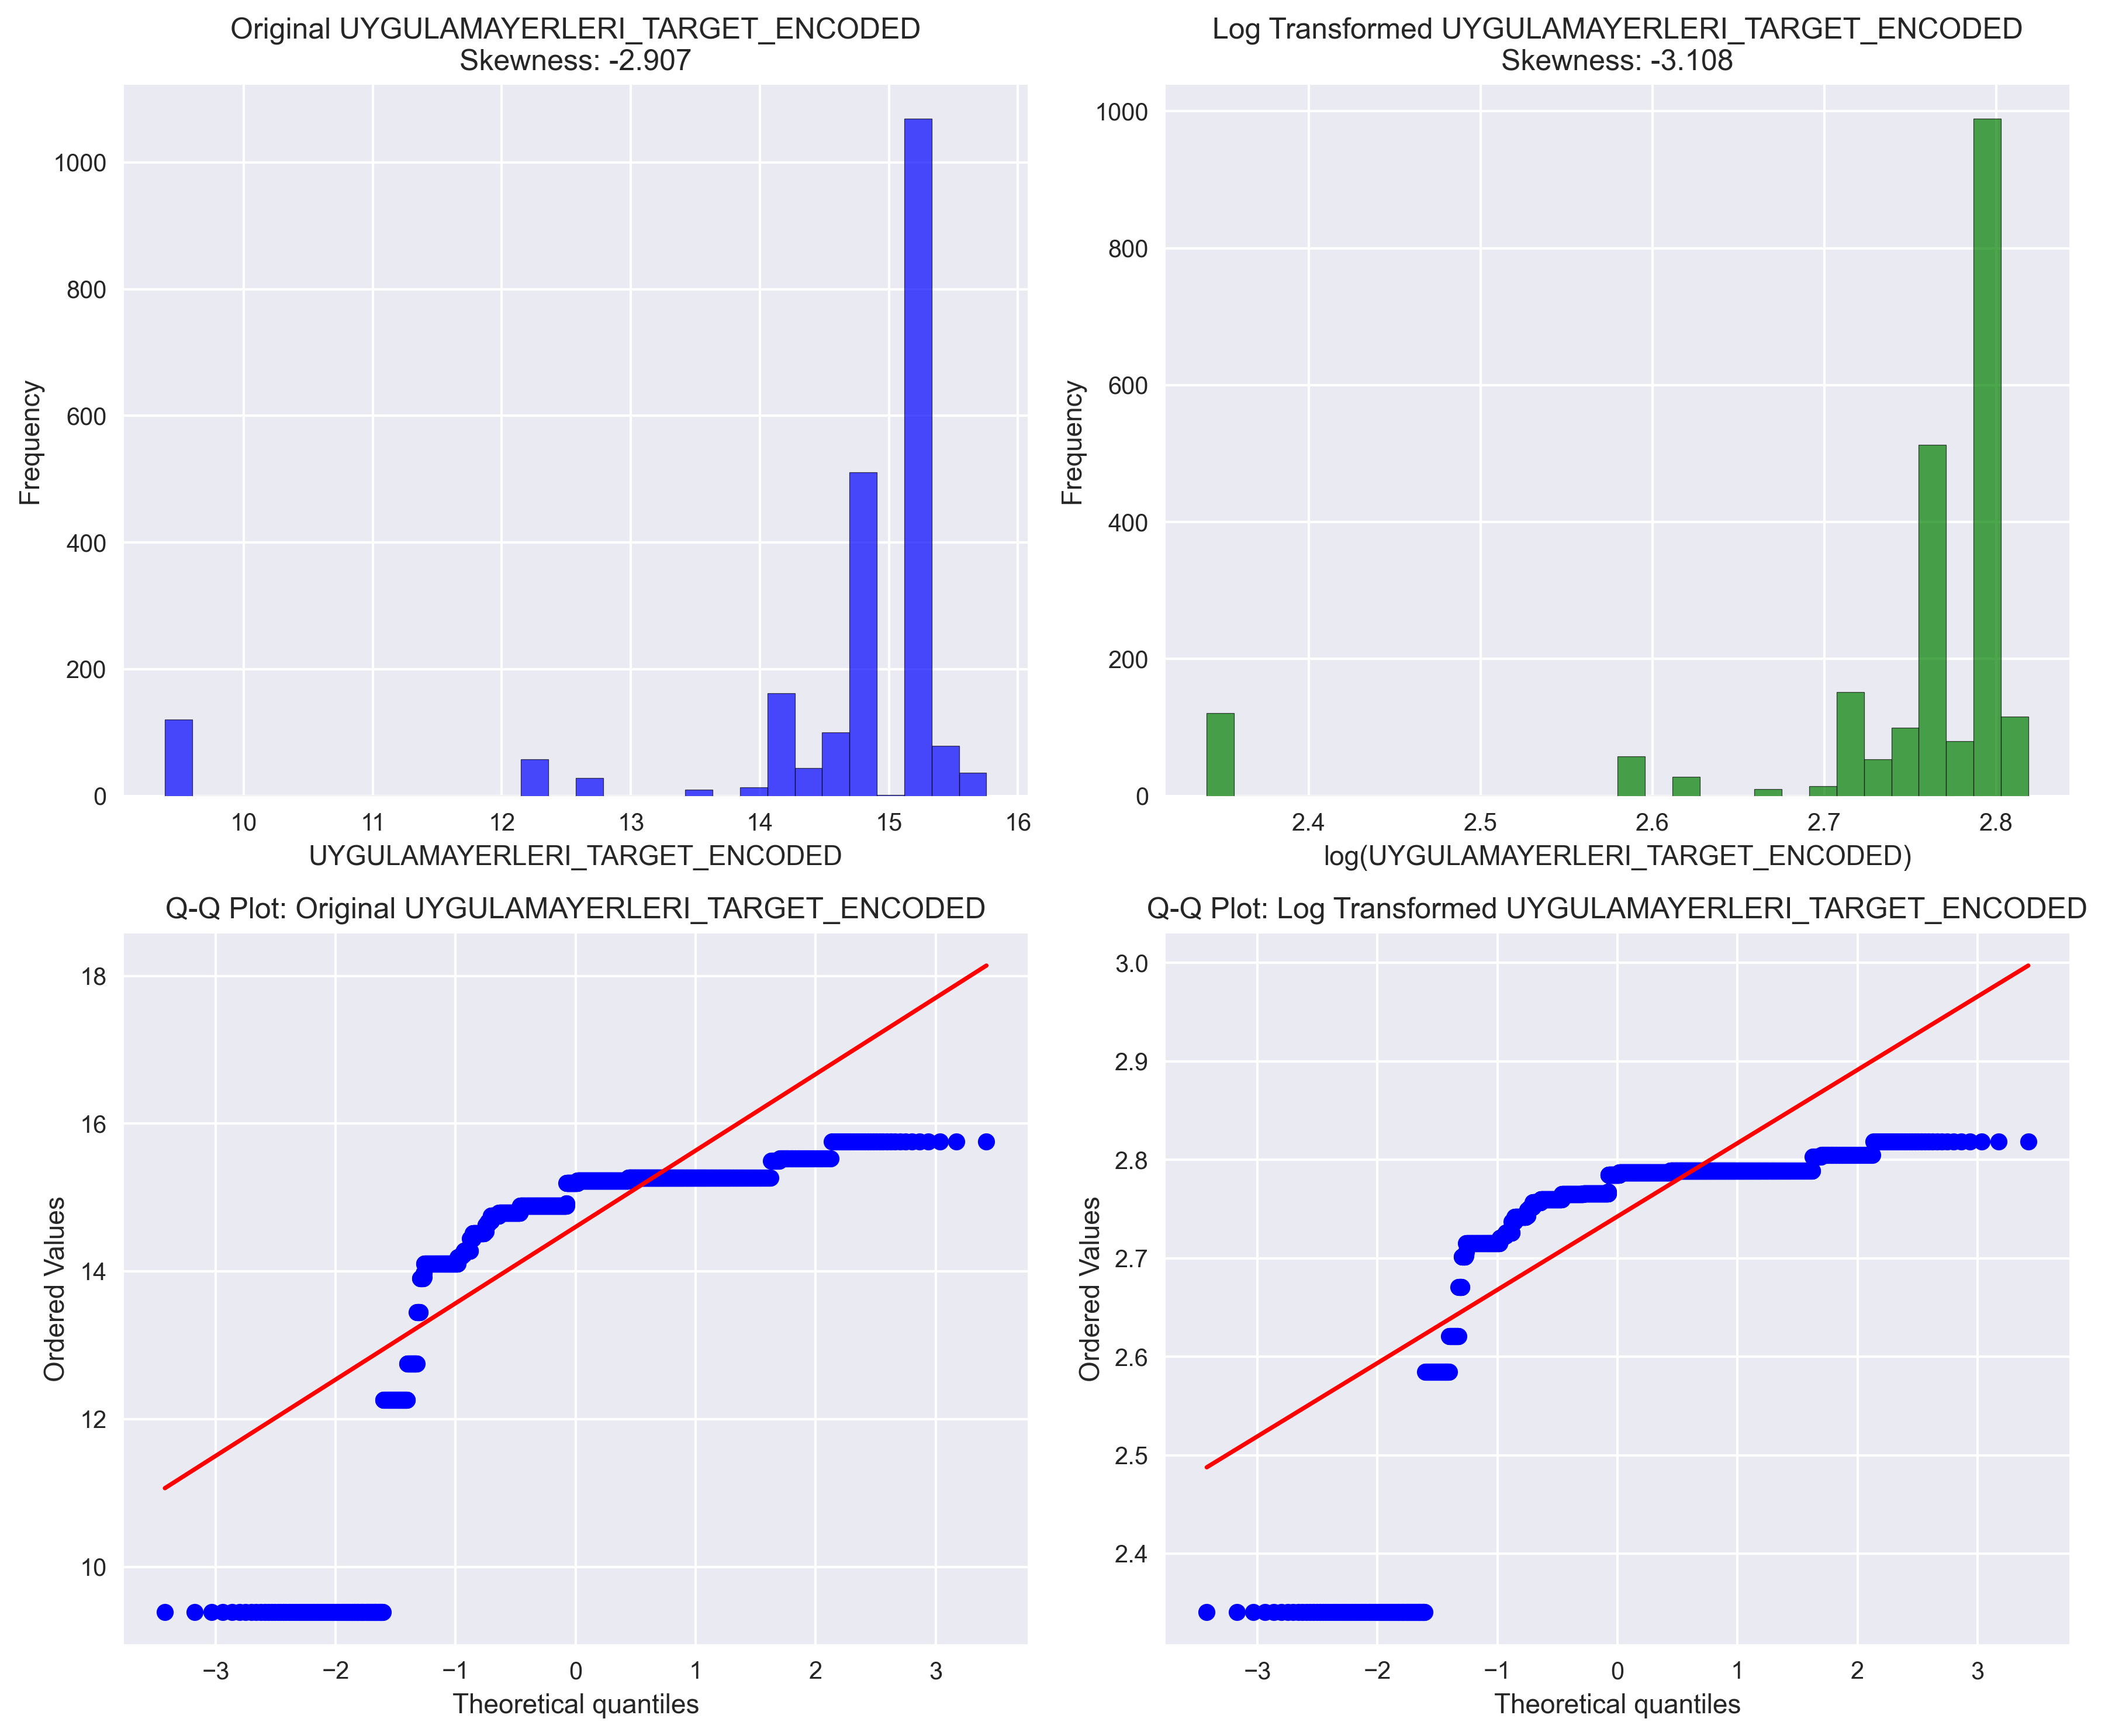 Original UYGULAMAYERLERI_TARGET_ENCODED
Skewness: -2.907
Frequency
1000
800
600
400
200
0
10 11 12 13 14 15 16
UYGULAMAYERLERI_TARGET_ENCODED
Log Transformed UYGULAMAYERLERI_TARGET_ENCODED
Skewness: -3.108
Frequency
1000
800
600
400
200
0
2.4 2.5 2.6 2.7 2.8
log(UYGULAMAYERLERI_TARGET_ENCODED)
Q-Q Plot: Original UYGULAMAYERLERI_TARGET_ENCODED
Ordered Values
18
16
14
12
10
−3 −2 −1 0 1 2 3
Theoretical quantiles
Q-Q Plot: Log Transformed UYGULAMAYERLERI_TARGET_ENCODED
Ordered Values
3.0
2.9
2.8
2.7
2.6
2.5
2.4
−3 −2 −1 0 1 2 3
Theoretical quantiles